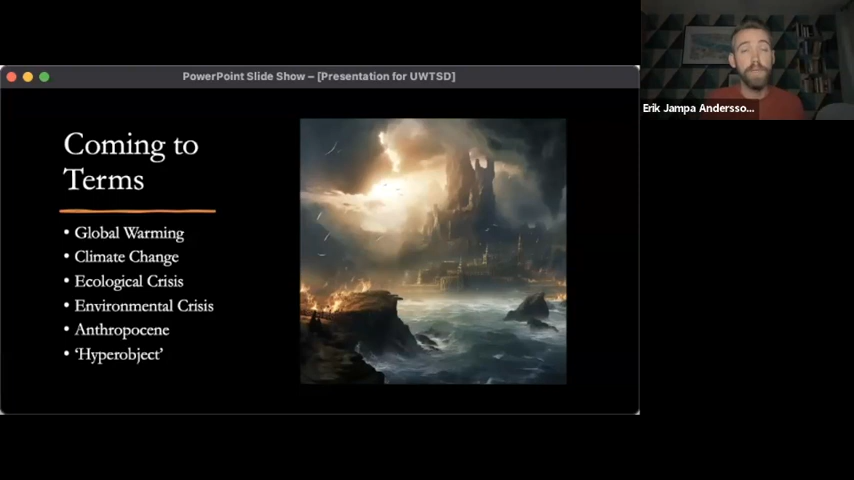 PowerPoint Slide Show – [Presentation for UWTSD]
Coming to
Terms
• Global Warming
• Climate Change
• Ecological Crisis
• Environmental Crisis
• Anthropocene
• ‘Hyperobject’
Erik Jampa Andersso...